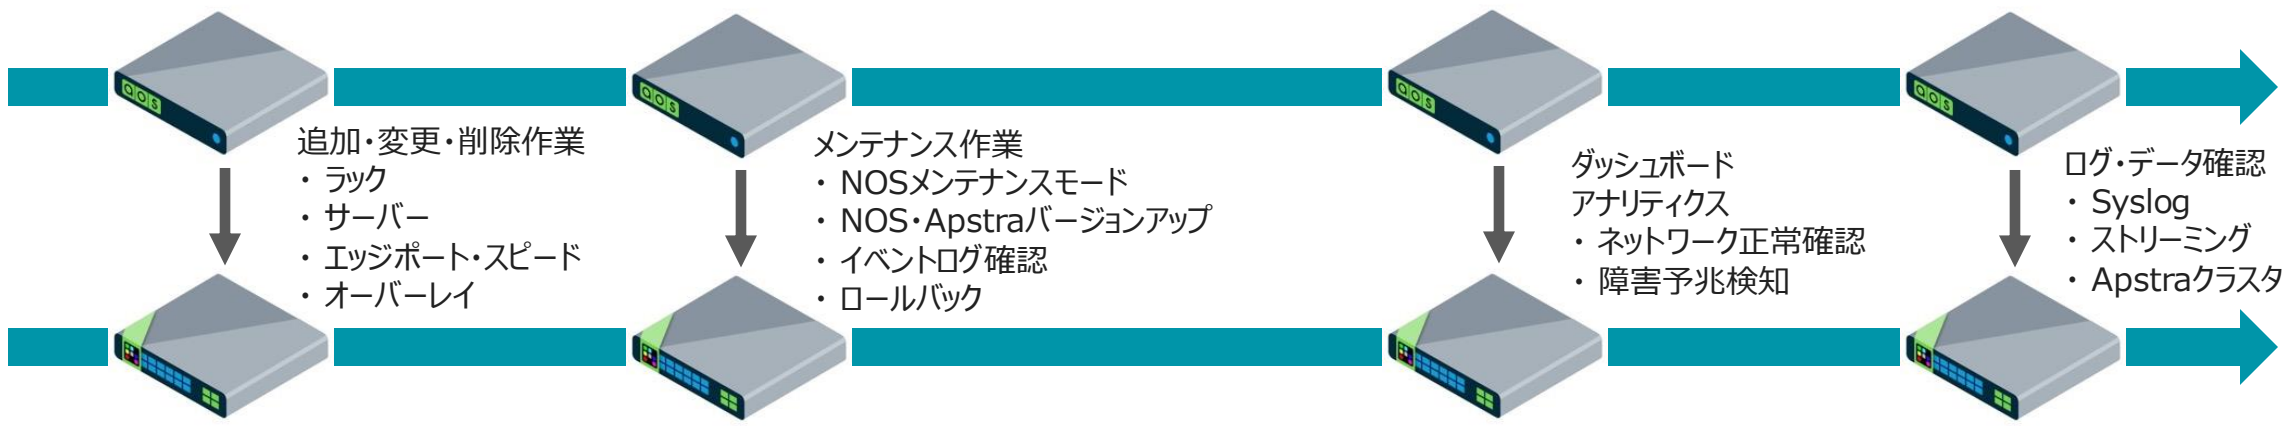 AOS
AOS
AOS
AOS
追加・変更・削除作業
・ ラック
・ サーバー
・ エッジポート・スピード
・ オーバーレイ
メンテナンス作業
・ NOSメンテナンスモード
・ NOS・Apstraバージョンアップ
・ イベントログ確認
・ ロールバック
ダッシュボード
アナリティクス
・ ネットワーク正常確認
・ 障害予兆検知
ログ・データ確認
・ Syslog
・ ストリーミング
・ Apstraクラスタ